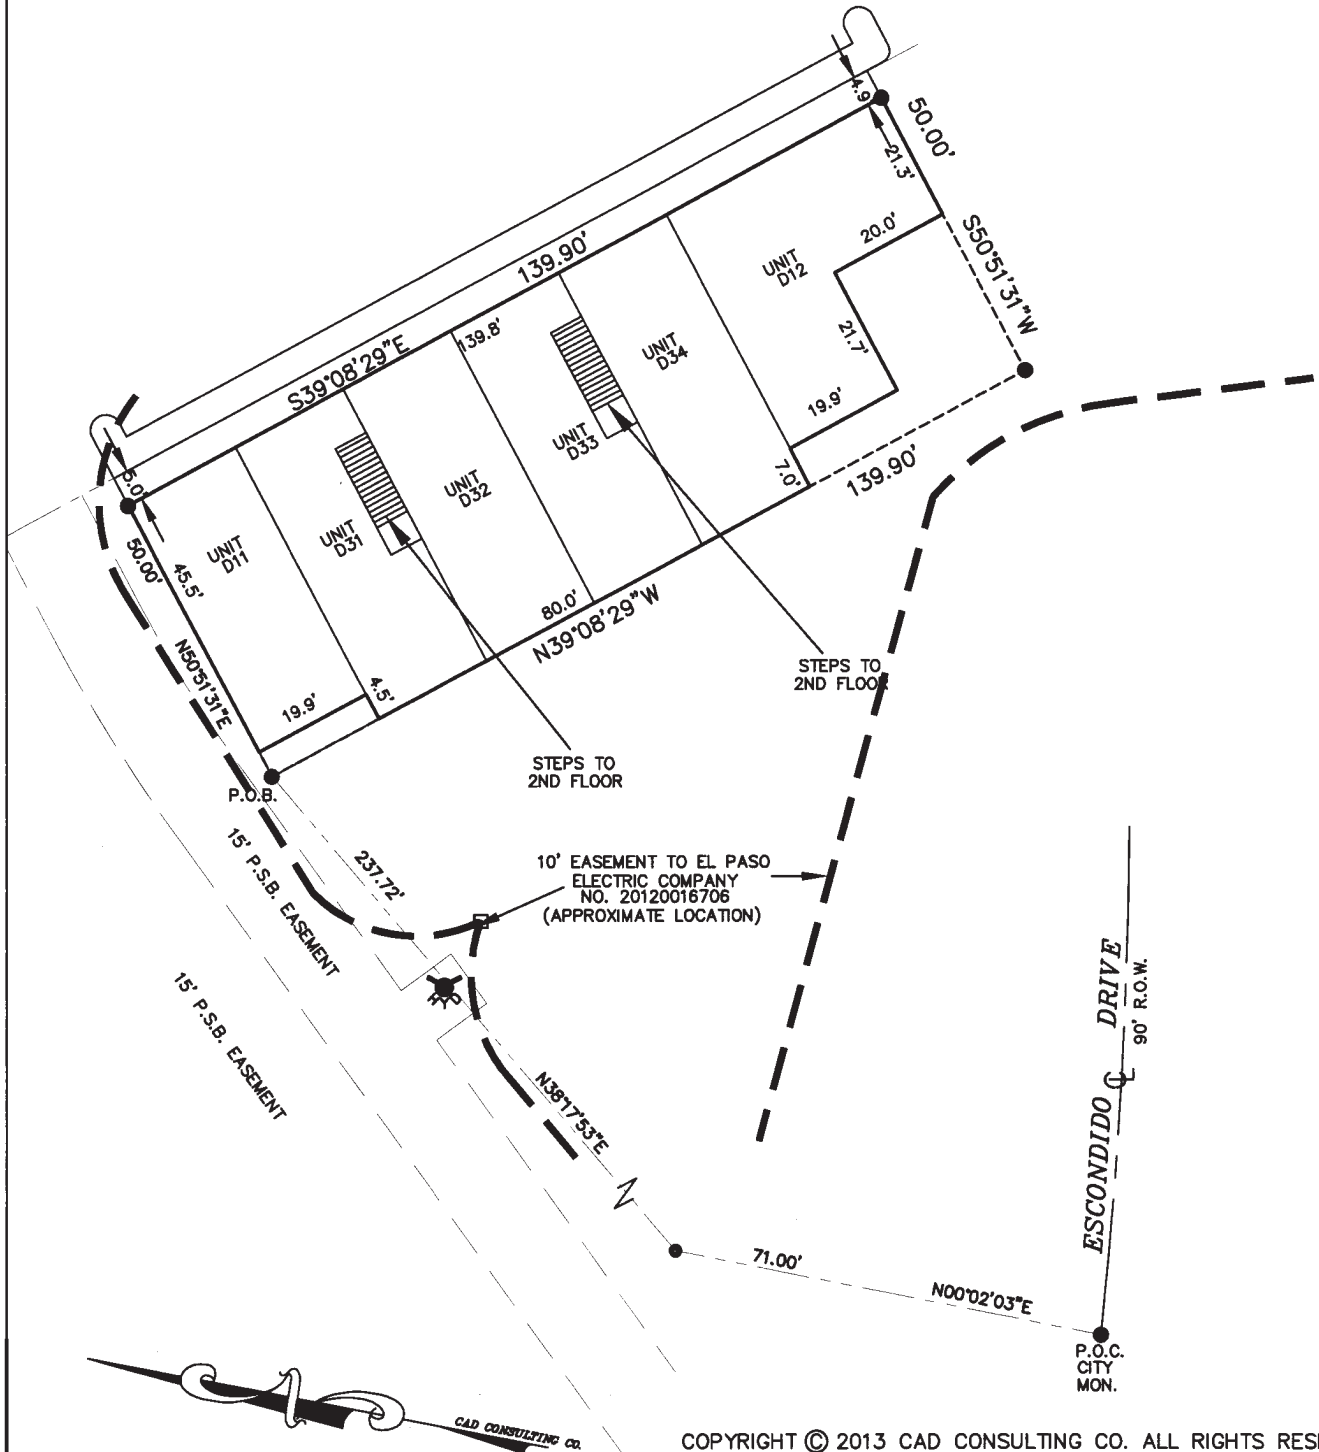 4.9
50.00'
21.3'
S50°51'31"W
20.0'
UNIT
D12
139.90'
21.7'
139.8'
UNIT
D34
S39°08'29"E
19.9'
UNIT
D33
7.0'
139.90'
5.0'
UNIT
D32
UNIT
D31
UNIT
D11
50.00'
45.5'
80.0'
N39°08'29"W
N50°51'31"E
STEPS TO
2ND FLOOR
4.5'
19.9'
STEPS TO
2ND FLOOR
P.O.B.
15' P.S.B. EASEMENT
237.72'
10' EASEMENT TO EL PASO
ELECTRIC COMPANY
NO. 20120016706
(APPROXIMATE LOCATION)
15' P.S.B. EASEMENT
HYD
ESCONDIDO DRIVE
90' R.O.W.
CL
N38°17'53"E
71.00'
N00°02'03"E
P.O.C.
CITY
MON.
N
CAD CONSULTING CO.
COPYRIGHT © 2013 CAD CONSULTING CO. ALL RIGHTS RESE